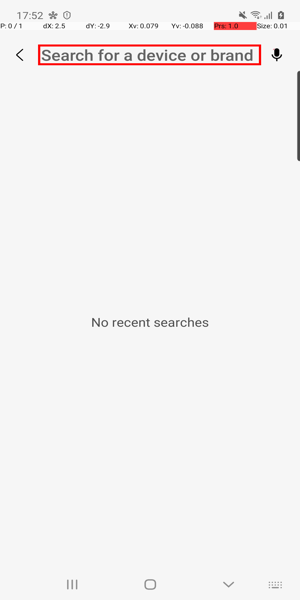 17:52
P: 0 / 1 dX: 2.5 dY: -2.9 Xv: 0.079 Yv: -0.088 Prs: 1.0 Size: 0.01
Search for a device or brand
No recent searches